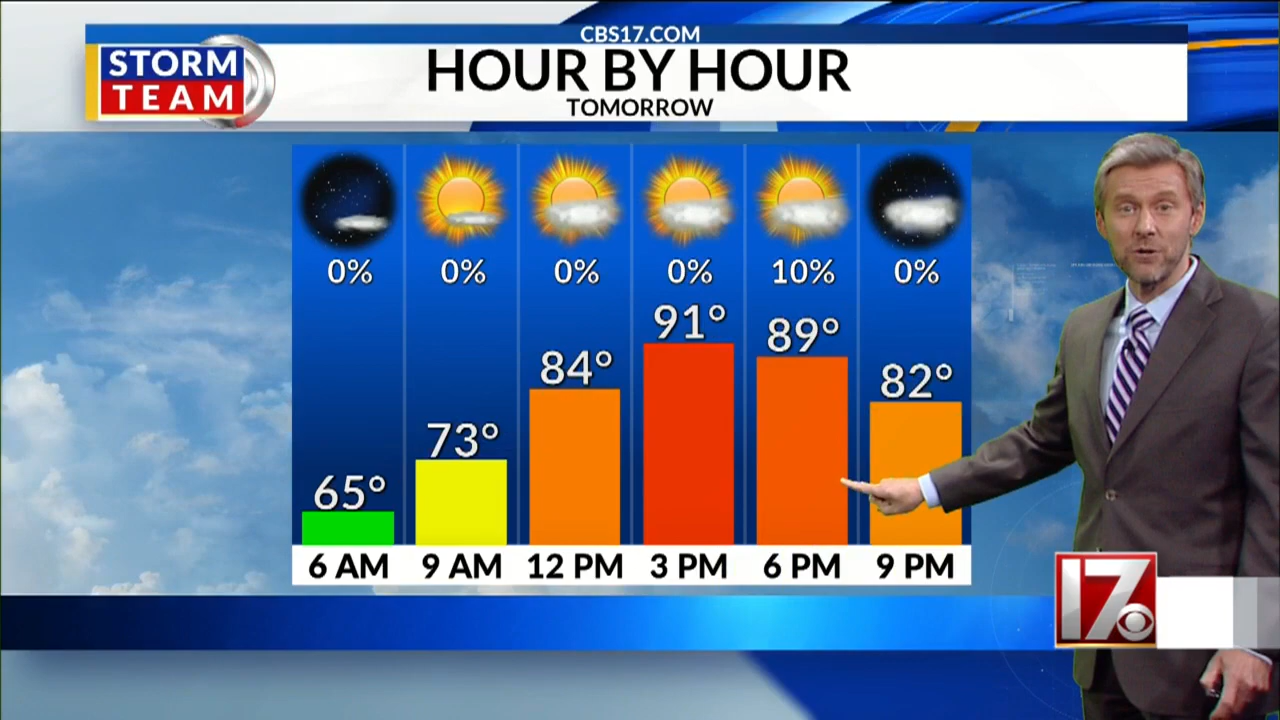 CBS17.COM
STORM
TEAM
HOUR BY HOUR
TOMORROW
0% 0% 0% 0% 10% 0%
65° 73° 84° 91° 89° 82°
6 AM 9 AM 12 PM 3 PM 6 PM 9 PM
17